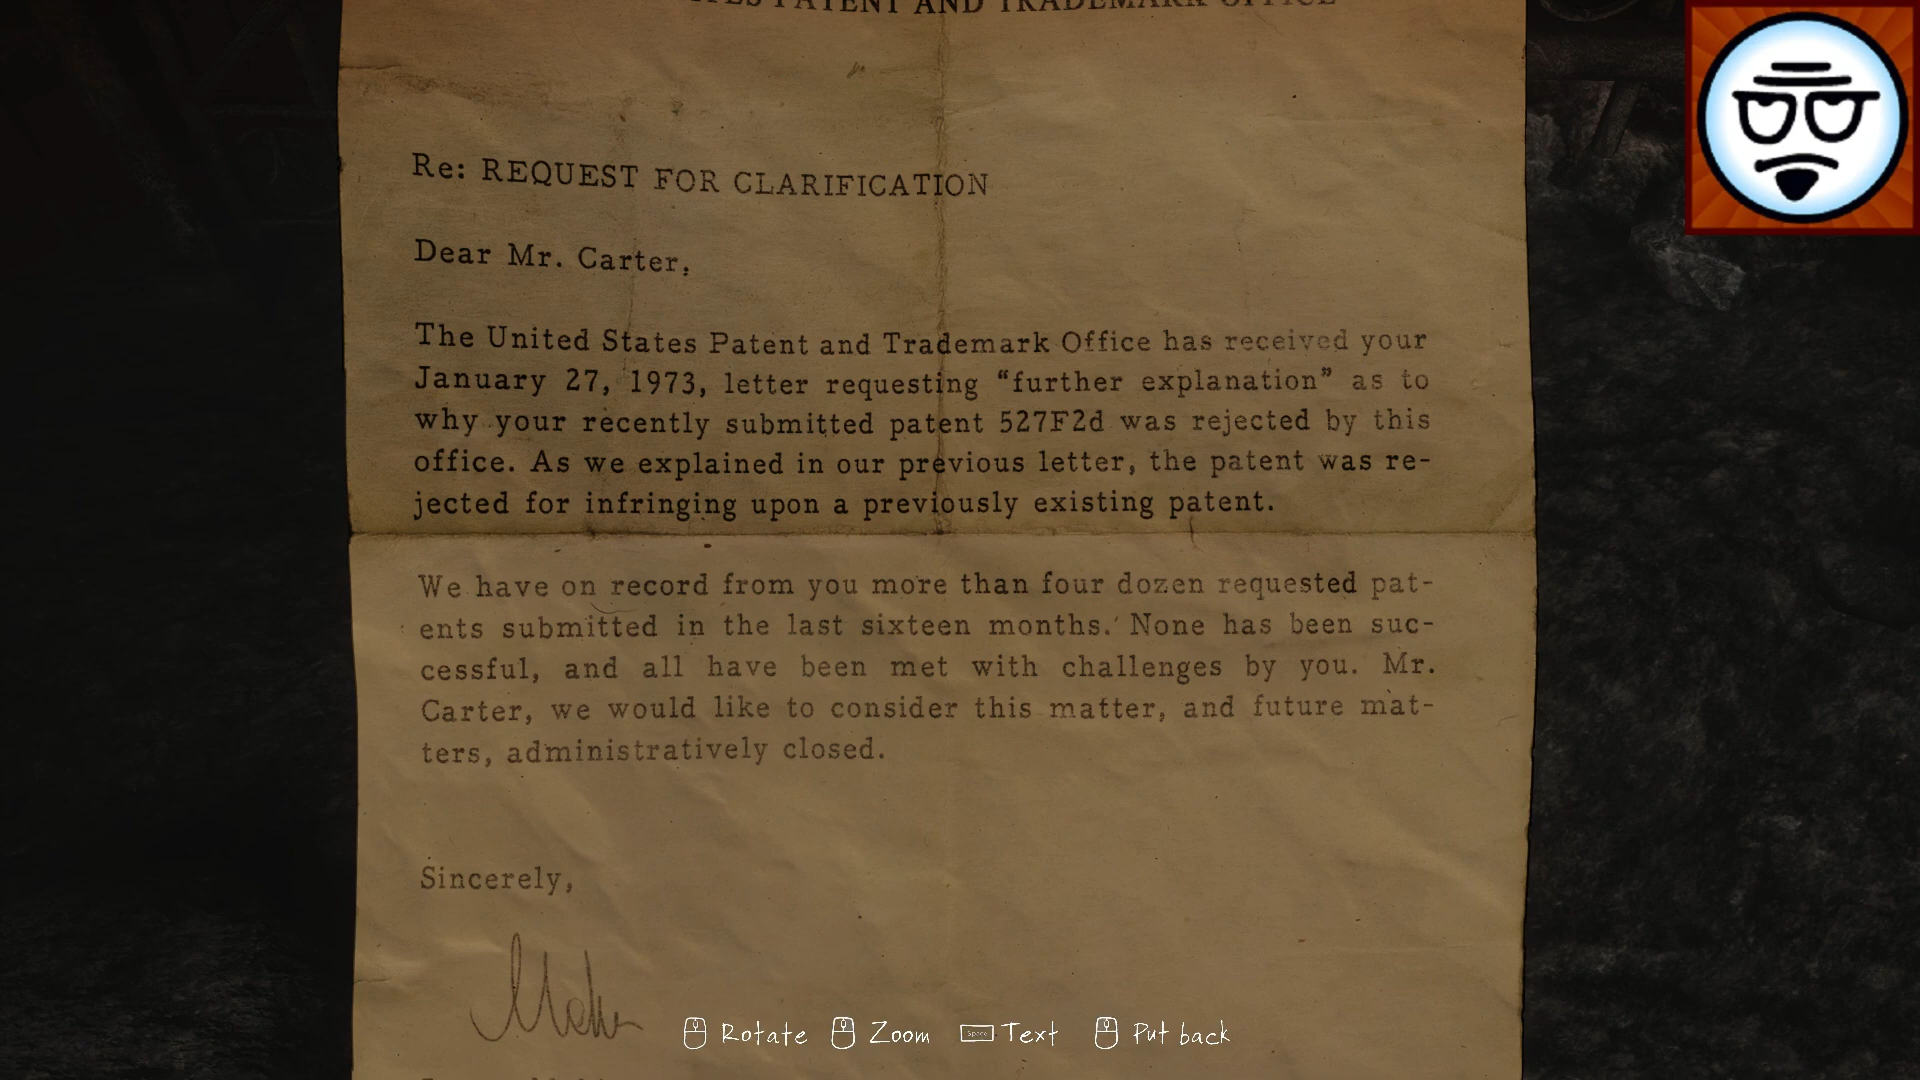 PATENT AND TRADEMARK OFFICE
Re: REQUEST FOR CLARIFICATION
Dear Mr. Carter,
The United States Patent and Trademark Office has received your
January 27, 1973, letter requesting “further explanation” as to
why your recently submitted patent 527F2d was rejected by this
office. As we explained in our previous letter, the patent was re-
jected for infringing upon a previously existing patent.
We have on record from you more than four dozen requested pat-
ents submitted in the last sixteen months. None has been suc-
cessful, and all have been met with challenges by you. Mr.
Carter, we would like to consider this matter, and future mat-
ters, administratively closed.
Sincerely,
Rotate Zoom Space Text Put back